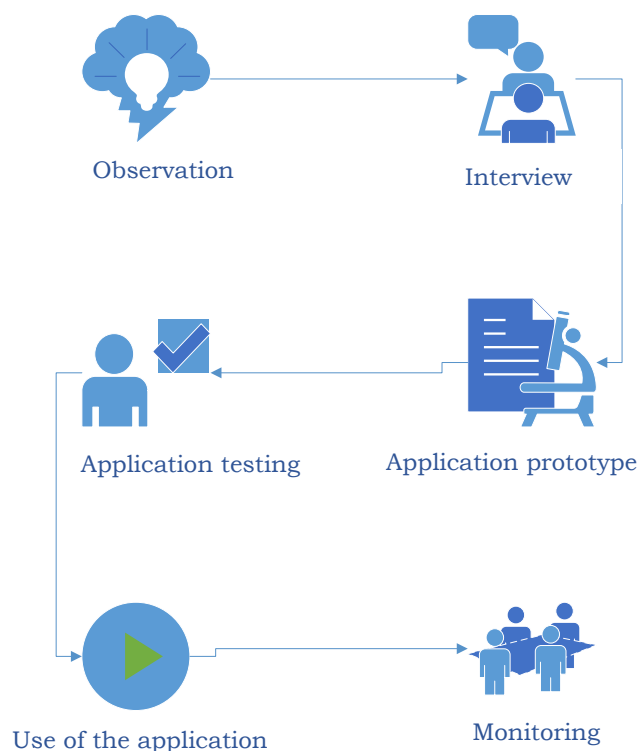 Observation
Interview
Application prototype
Application testing
Use of the application
Monitoring